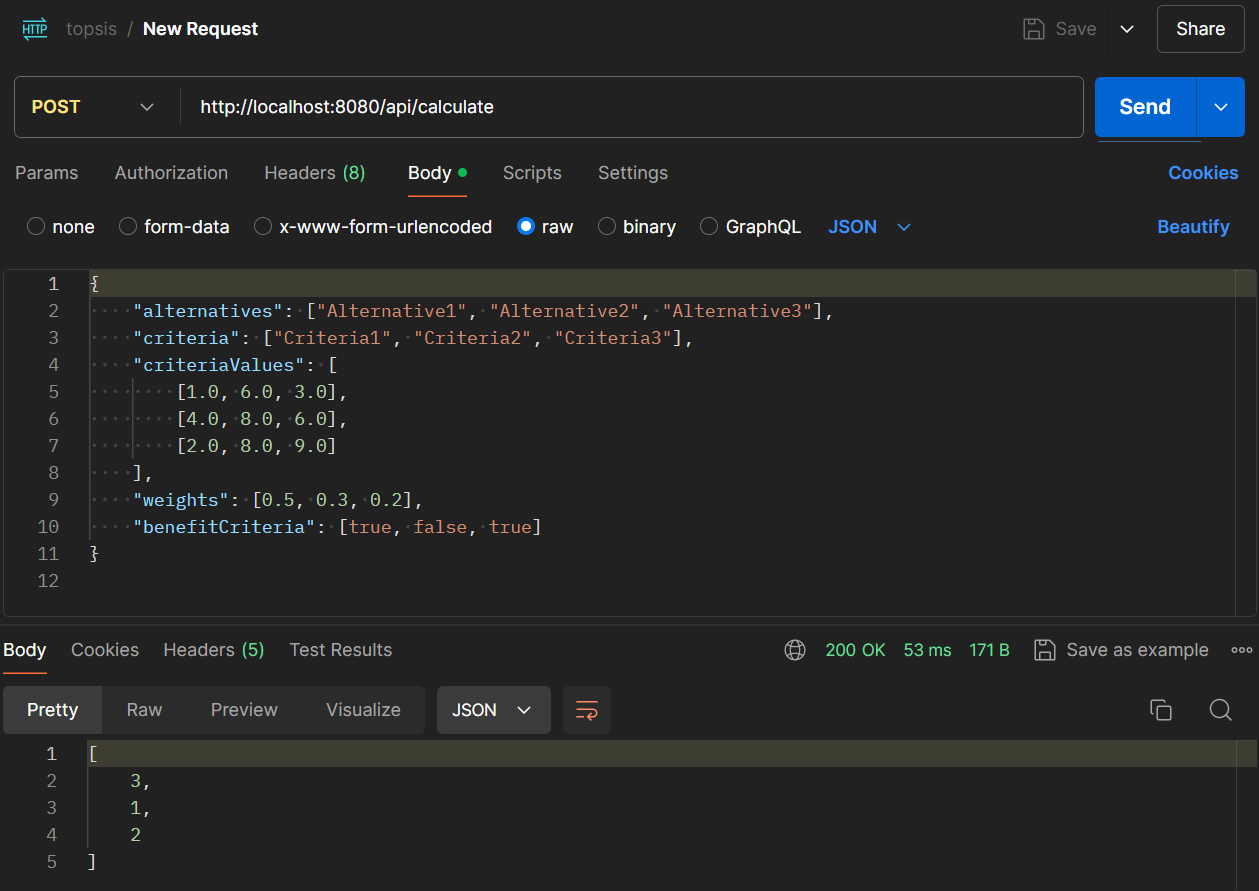 HTTP topsis / New Request Save Share
POST http://localhost:8080/api/calculate Send
Params Authorization Headers (8) Body Scripts Settings Cookies
none form-data x-www-form-urlencoded raw binary GraphQL JSON Beautify
1 {
2 "alternatives": ["Alternative1", "Alternative2", "Alternative3"],
3 "criteria": ["Criteria1", "Criteria2", "Criteria3"],
4 "criteriaValues": [
5 [1.0, 6.0, 3.0],
6 [4.0, 8.0, 6.0],
7 [2.0, 8.0, 9.0]
8 ],
9 "weights": [0.5, 0.3, 0.2],
10 "benefitCriteria": [true, false, true]
11 }
12
Body Cookies Headers (5) Test Results 200 OK 53 ms 171 B Save as example
Pretty Raw Preview Visualize JSON
1 [
2 3,
3 1,
4 2
5 ]